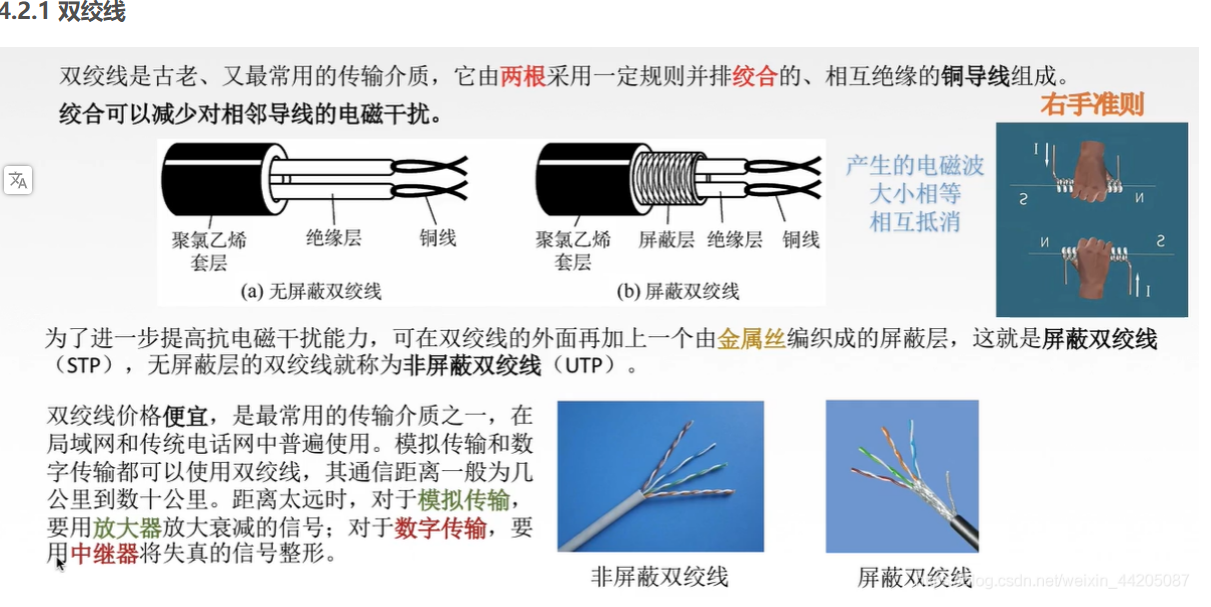 4.2.1 双绞线
双绞线是古老、又最常用的传输介质，它由两根采用一定规则并排绞合的、相互绝缘的铜导线组成。
绞合可以减少对相邻导线的电磁干扰。
右手准则
聚氯乙烯
套层
绝缘层
铜线
(a) 无屏蔽双绞线
聚氯乙烯
套层
屏蔽层
绝缘层
铜线
(b) 屏蔽双绞线
产生的电磁波
大小相等
相互抵消
I
S
N
N
S
I
为了进一步提高抗电磁干扰能力，可在双绞线的外面再加上一个由金属丝编织成的屏蔽层，这就是屏蔽双绞线
（STP），无屏蔽层的双绞线就称为非屏蔽双绞线（UTP）。
双绞线价格便宜，是最常用的传输介质之一，在
局域网和传统电话网中普遍使用。模拟传输和数
字传输都可以使用双绞线，其通信距离一般为几
公里到数十公里。距离太远时，对于模拟传输，
要用放大器放大衰减的信号；对于数字传输，要
用中继器将失真的信号整形。
非屏蔽双绞线
屏蔽双绞线
blog.csdn.net/weixin_44205087